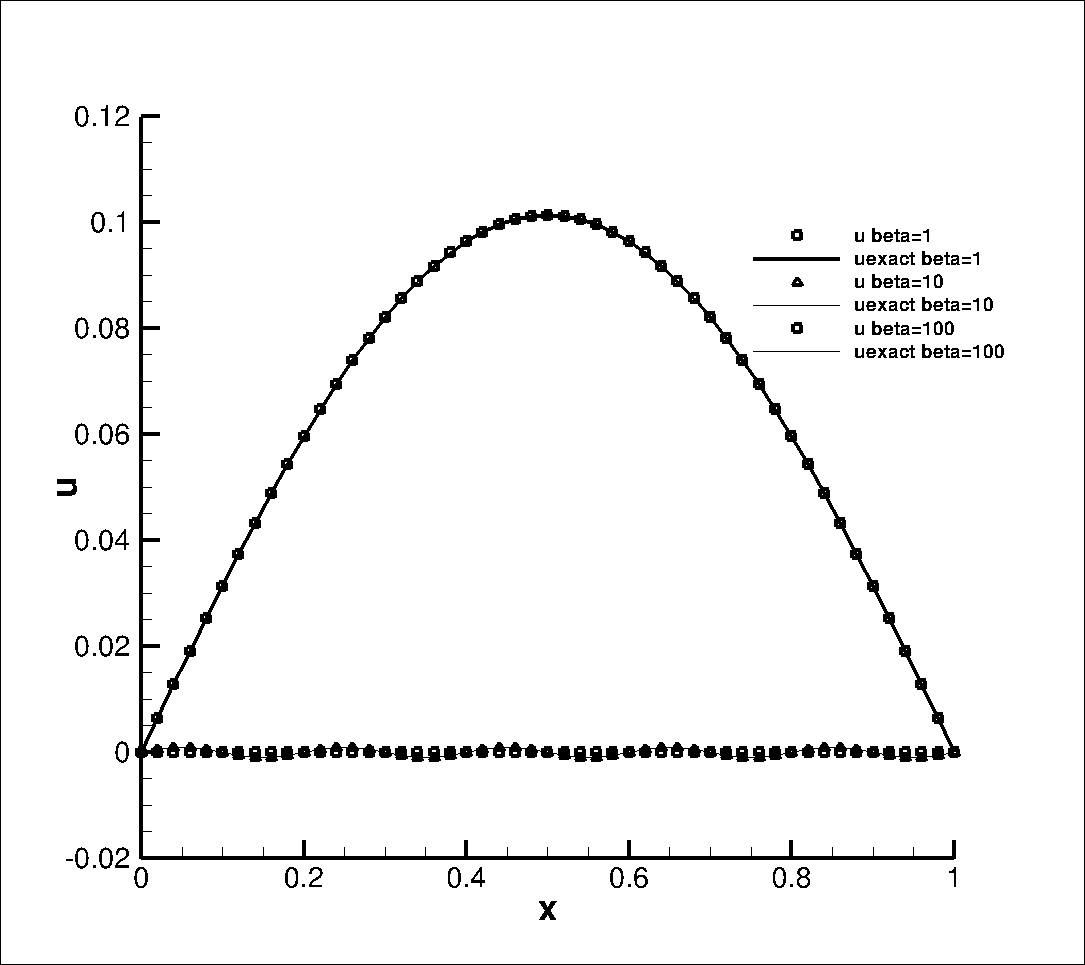 0.12
0.1
0.08
0.06
0.04
0.02
0
-0.02
u
0 0.2 0.4 0.6 0.8 1
x
u beta=1
uexact beta=1
u beta=10
uexact beta=10
u beta=100
uexact beta=100